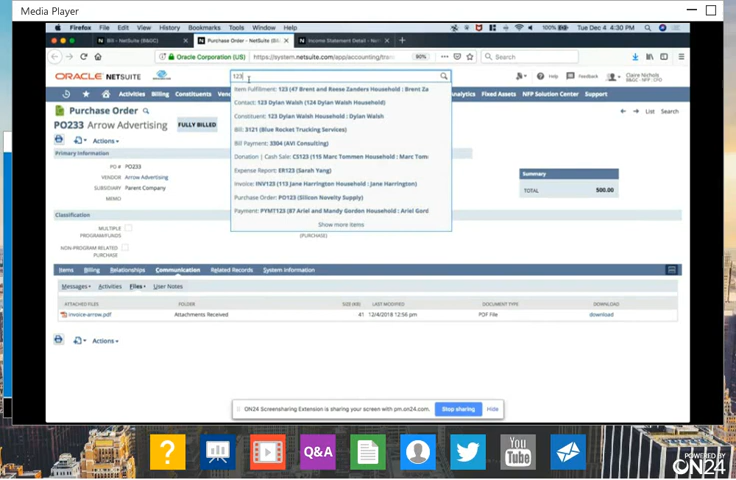 Media Player
Firefox File Edit View History Bookmarks Tools Window Help
100% Tue Dec 4 4:30 PM
Bill - NetSuite (B&GC)
Purchase Order - NetSuite (B&GC)
Income Statement Detail - NetS
Oracle Corporation (US) https://system.netsuite.com/app/accounting/tran 90% Search
ORACLE NETSUITE
123
Help Feedback Claire Nichols
B&GC - NFP - CFO
Activities Billing Constituents Ven
Analytics Fixed Assets NFP Solution Center Support
Item Fulfillment: 123 (47 Brent and Reese Zanders Household : Brent Za
Contact: 123 Dylan Walsh (124 Dylan Walsh Household)
Constituent: 123 Dylan Walsh Household : Dylan Walsh
Bill: 3121 (Blue Rocket Trucking Services)
Bill Payment: 3504 (AVI Consulting)
Donation | Cash Sale: CS123 (115 Marc Tommen Household : Marc Tom
Expense Report: ER123 (Sarah Yang)
Invoice: INV123 (113 Jane Harrington Household : Jane Harrington)
Purchase Order: PO123 (Silicon Novelty Supply)
Payment: PYMT123 (87 Ariel and Mandy Gordon Household : Ariel Gord
Show more items
Purchase Order
List Search
PO233 Arrow Advertising FULLY BILLED
Actions
Primary Information
PO # PO233
VENDOR Arrow Advertising
SUBSIDIARY Parent Company
MEMO
Summary
TOTAL 500.00
Classification
MULTIPLE
PROGRAM/FUNDS
(PURCHASE)
NON-PROGRAM RELATED
PURCHASE
Items Billing Relationships Communication Related Records System Information
Messages Activities Files User Notes
ATTACHED FILES FOLDER SIZE (KB) LAST MODIFIED DOCUMENT TYPE DOWNLOAD
invoice-arrow.pdf Attachments Received 41 12/4/2018 12:56 pm PDF File download
Actions
ON24 Screensharing Extension is sharing your screen with pm.on24.com. Stop sharing Hide
?
Q&A
You
Tube
POWERED BY
ON24